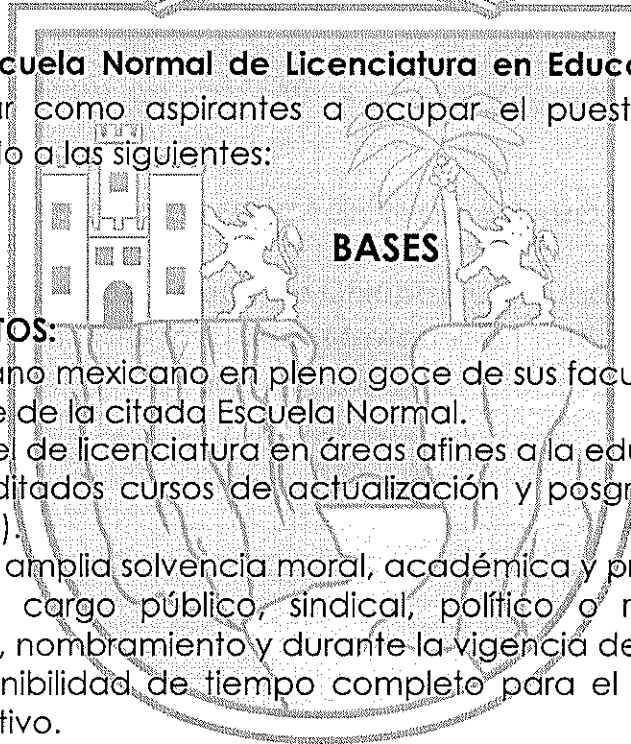 cuela Normal de Licenciatura en Educ
ar como aspirantes a ocupar el puest
o a las siguientes:
BASES
TOS:
ano mexicano en pleno goce de sus facu
e de la citada Escuela Normal.
el de licenciatura en áreas afines a la edu
ditados cursos de actualización y posgr
).
amplia solvencia moral, académica y pr
cargo público, sindical, político o r
, nombramiento y durante la vigencia de
nibilidad de tiempo completo para el
tivo.